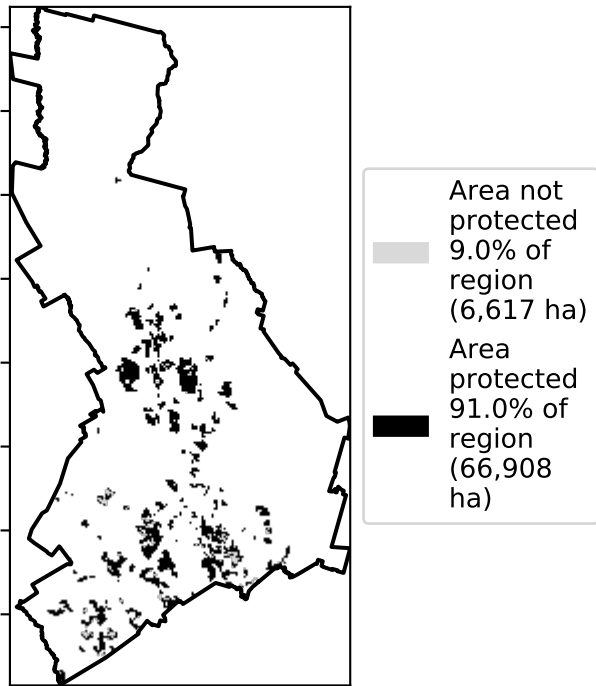 Area not
protected
9.0% of
region
(6,617 ha)
Area
protected
91.0% of
region
(66,908
ha)